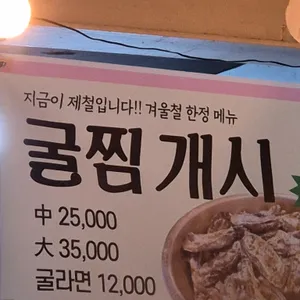 지금이 제철입니다!! 겨울철 한정 메뉴
굴찜 개시
中 25,000
大 35,000
굴라면 12,000